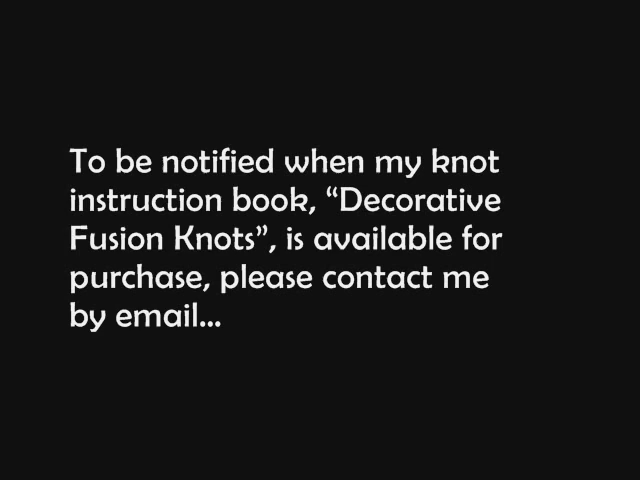 To be notified when my knot
instruction book, “Decorative
Fusion Knots”, is available for
purchase, please contact me
by email...